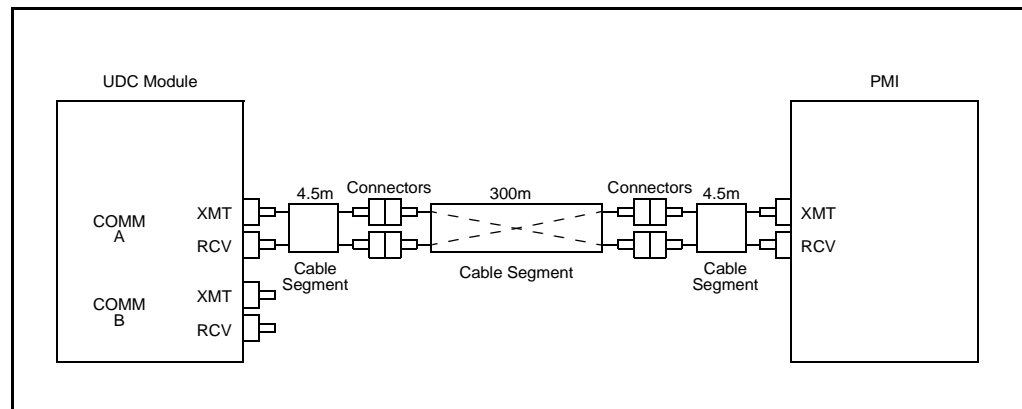 UDC Module
PMI
4.5m
Connectors
300m
Connectors
4.5m
COMM
A
XMT
RCV
XMT
RCV
Cable
Segment
Cable Segment
Cable
Segment
COMM
B
XMT
RCV